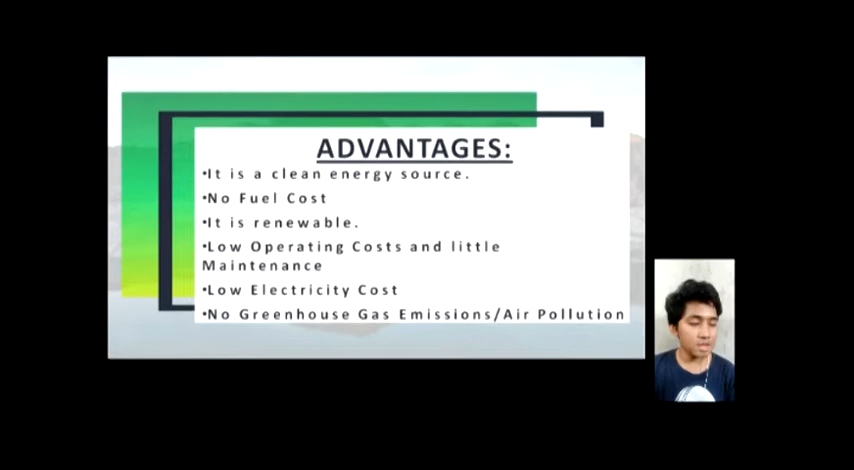 ADVANTAGES:
•It is a clean energy source.
•No Fuel Cost
•It is renewable.
•Low Operating Costs and little
Maintenance
•Low Electricity Cost
•No Greenhouse Gas Emissions/Air Pollution